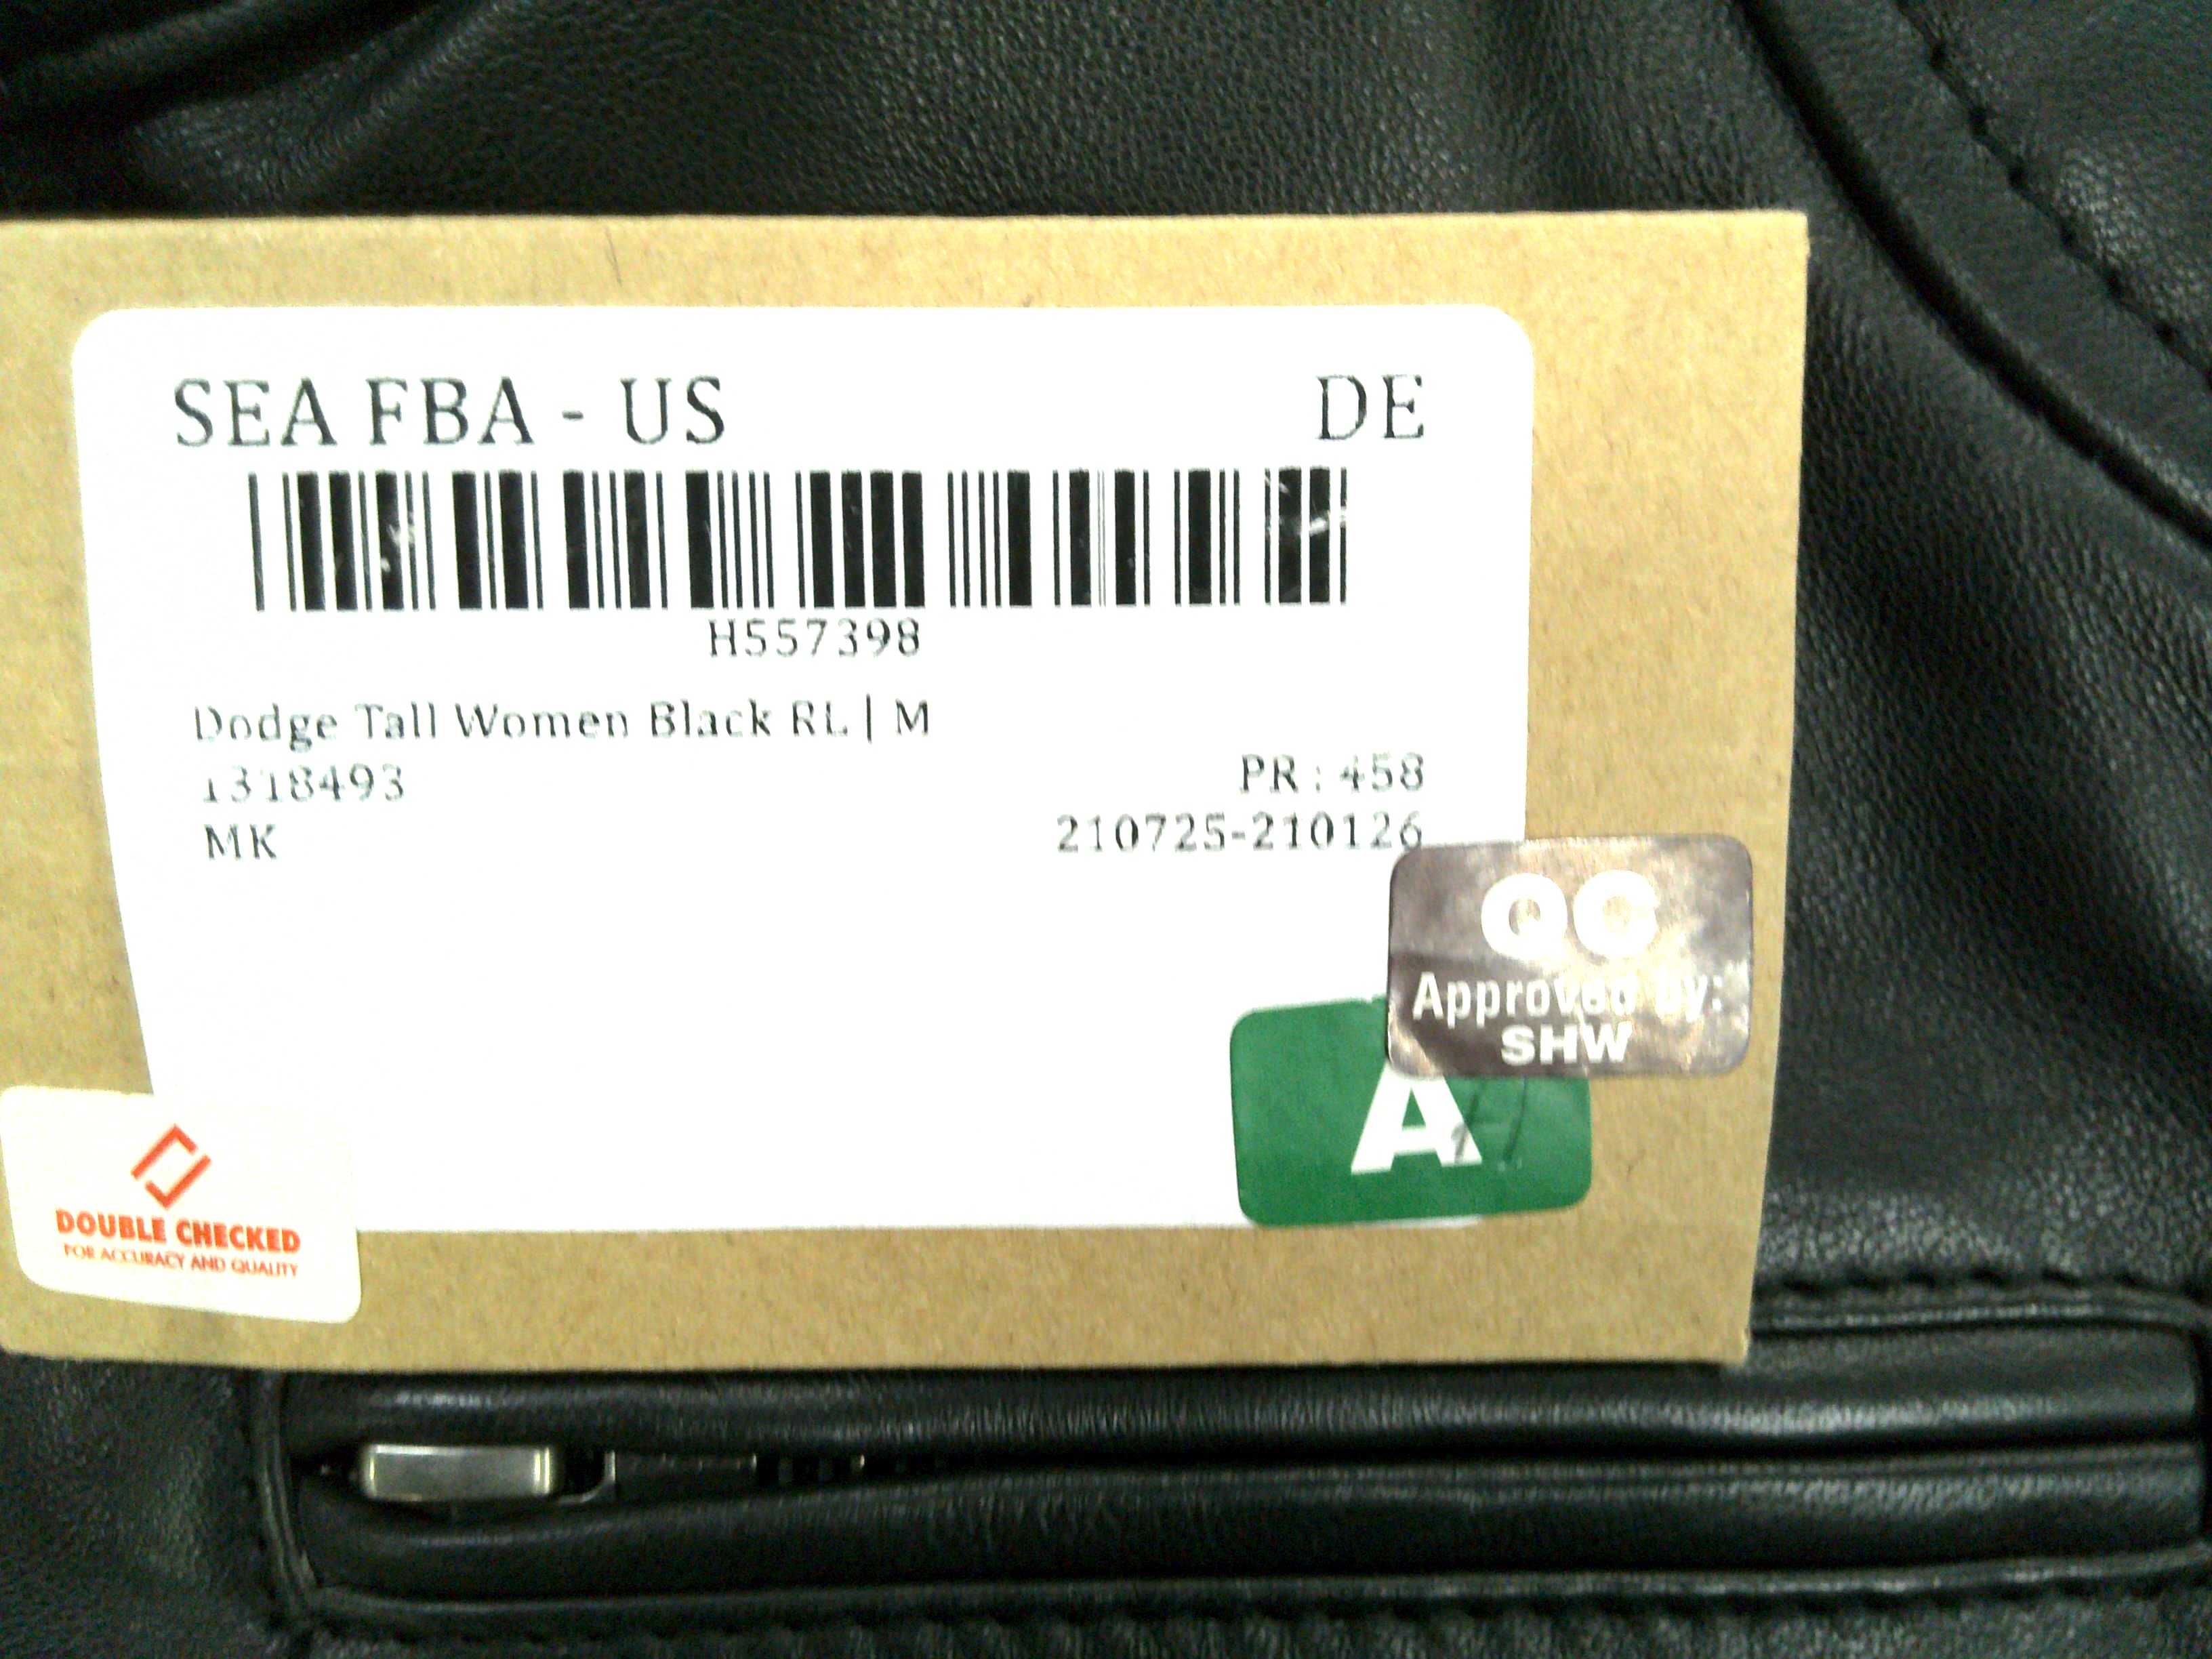 SEA FBA - US DE
H557398
Dodge Tall Women Black RL | M
1318493 PR : 458
MK 210725-210126
QC
Approved by:
SHW
A
DOUBLE CHECKED
FOR ACCURACY AND QUALITY